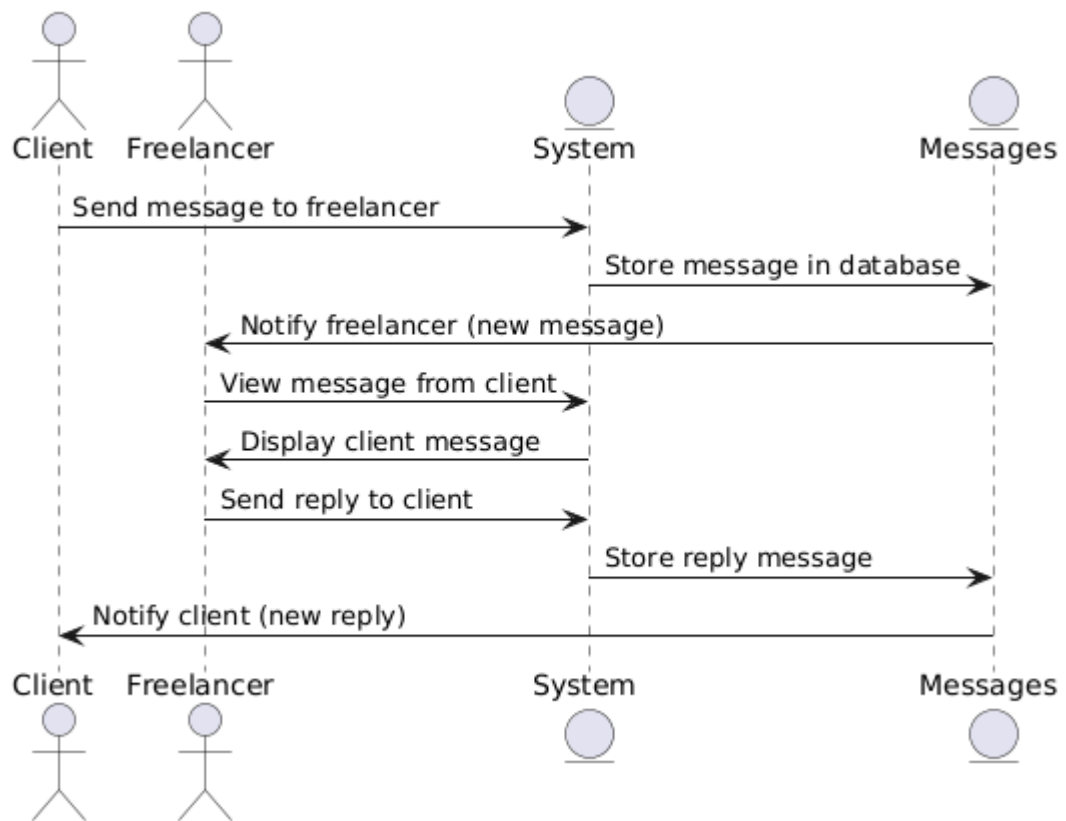 Client Freelancer System Messages
Send message to freelancer
Store message in database
Notify freelancer (new message)
View message from client
Display client message
Send reply to client
Store reply message
Notify client (new reply)
Client Freelancer System Messages